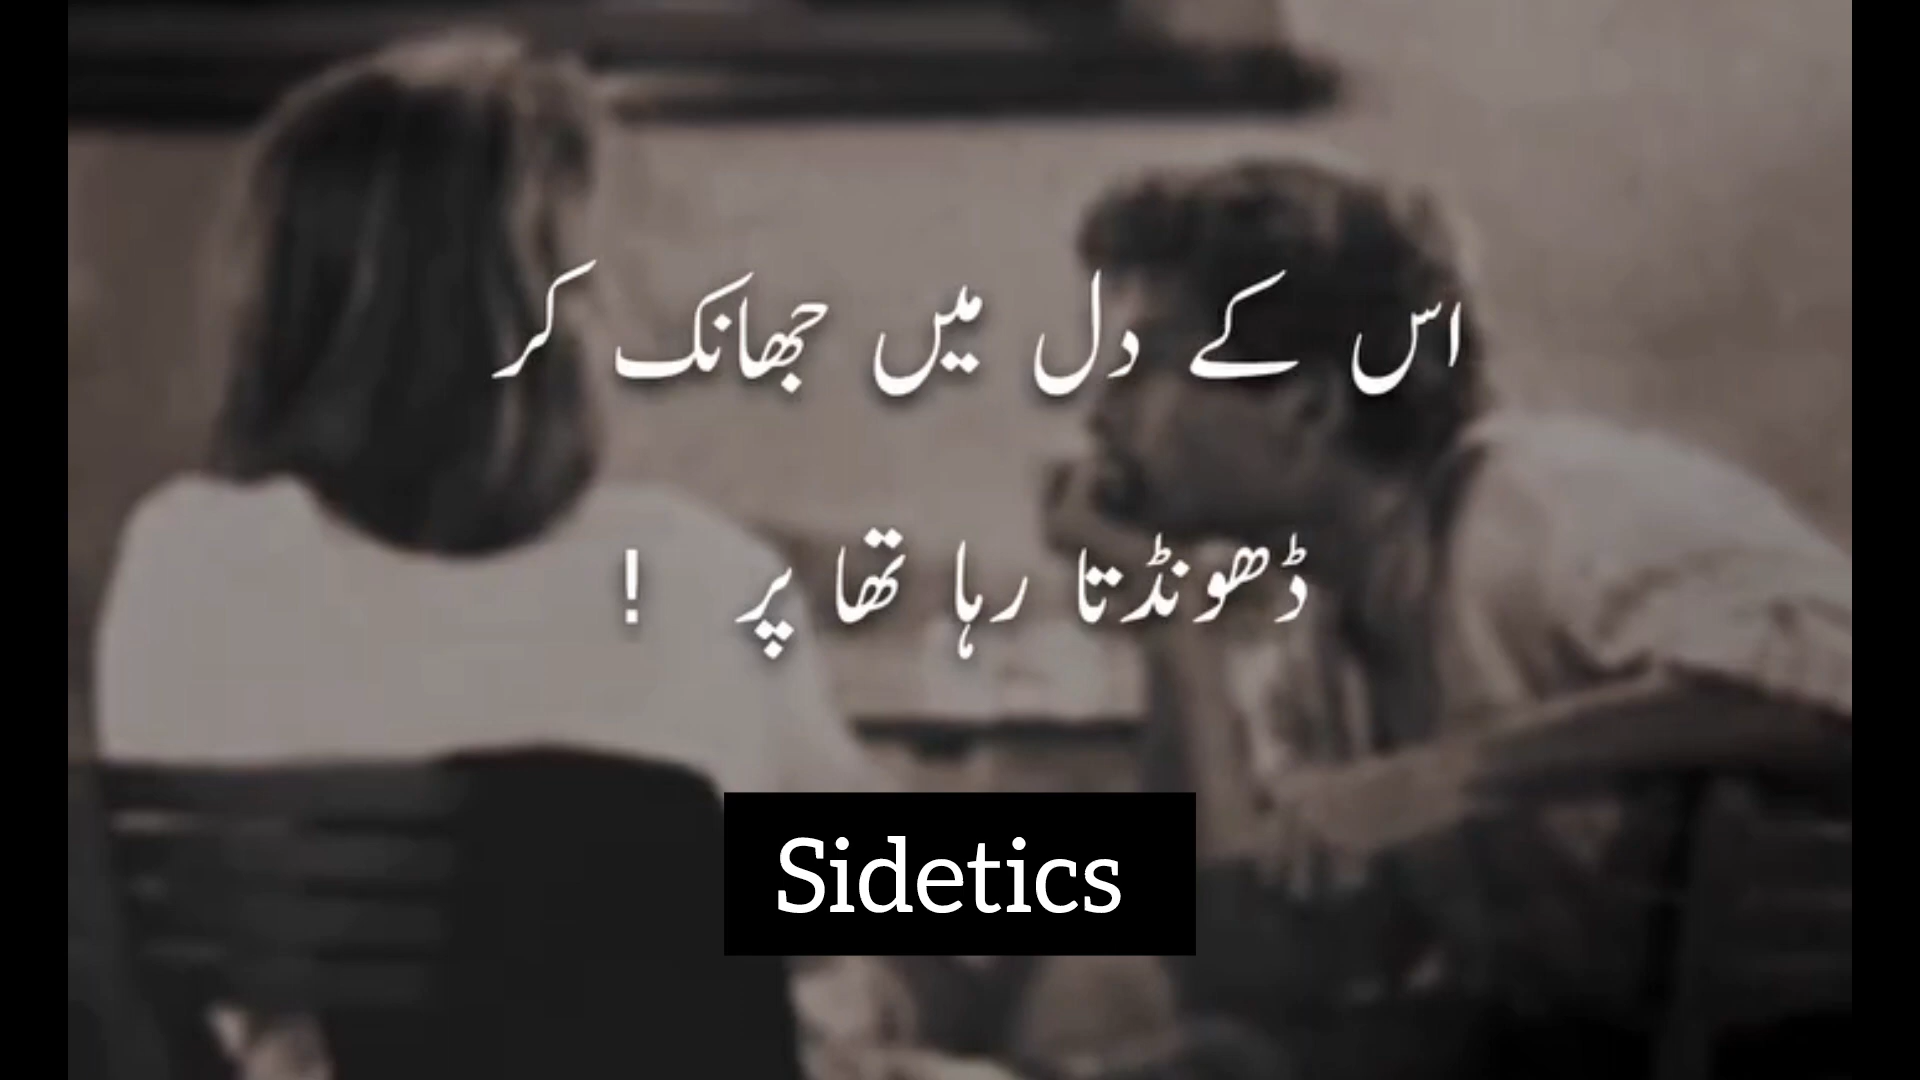 اس کے دل میں جھانک کر
ڈھونڈتا رہا تھا پر !
Sidetics